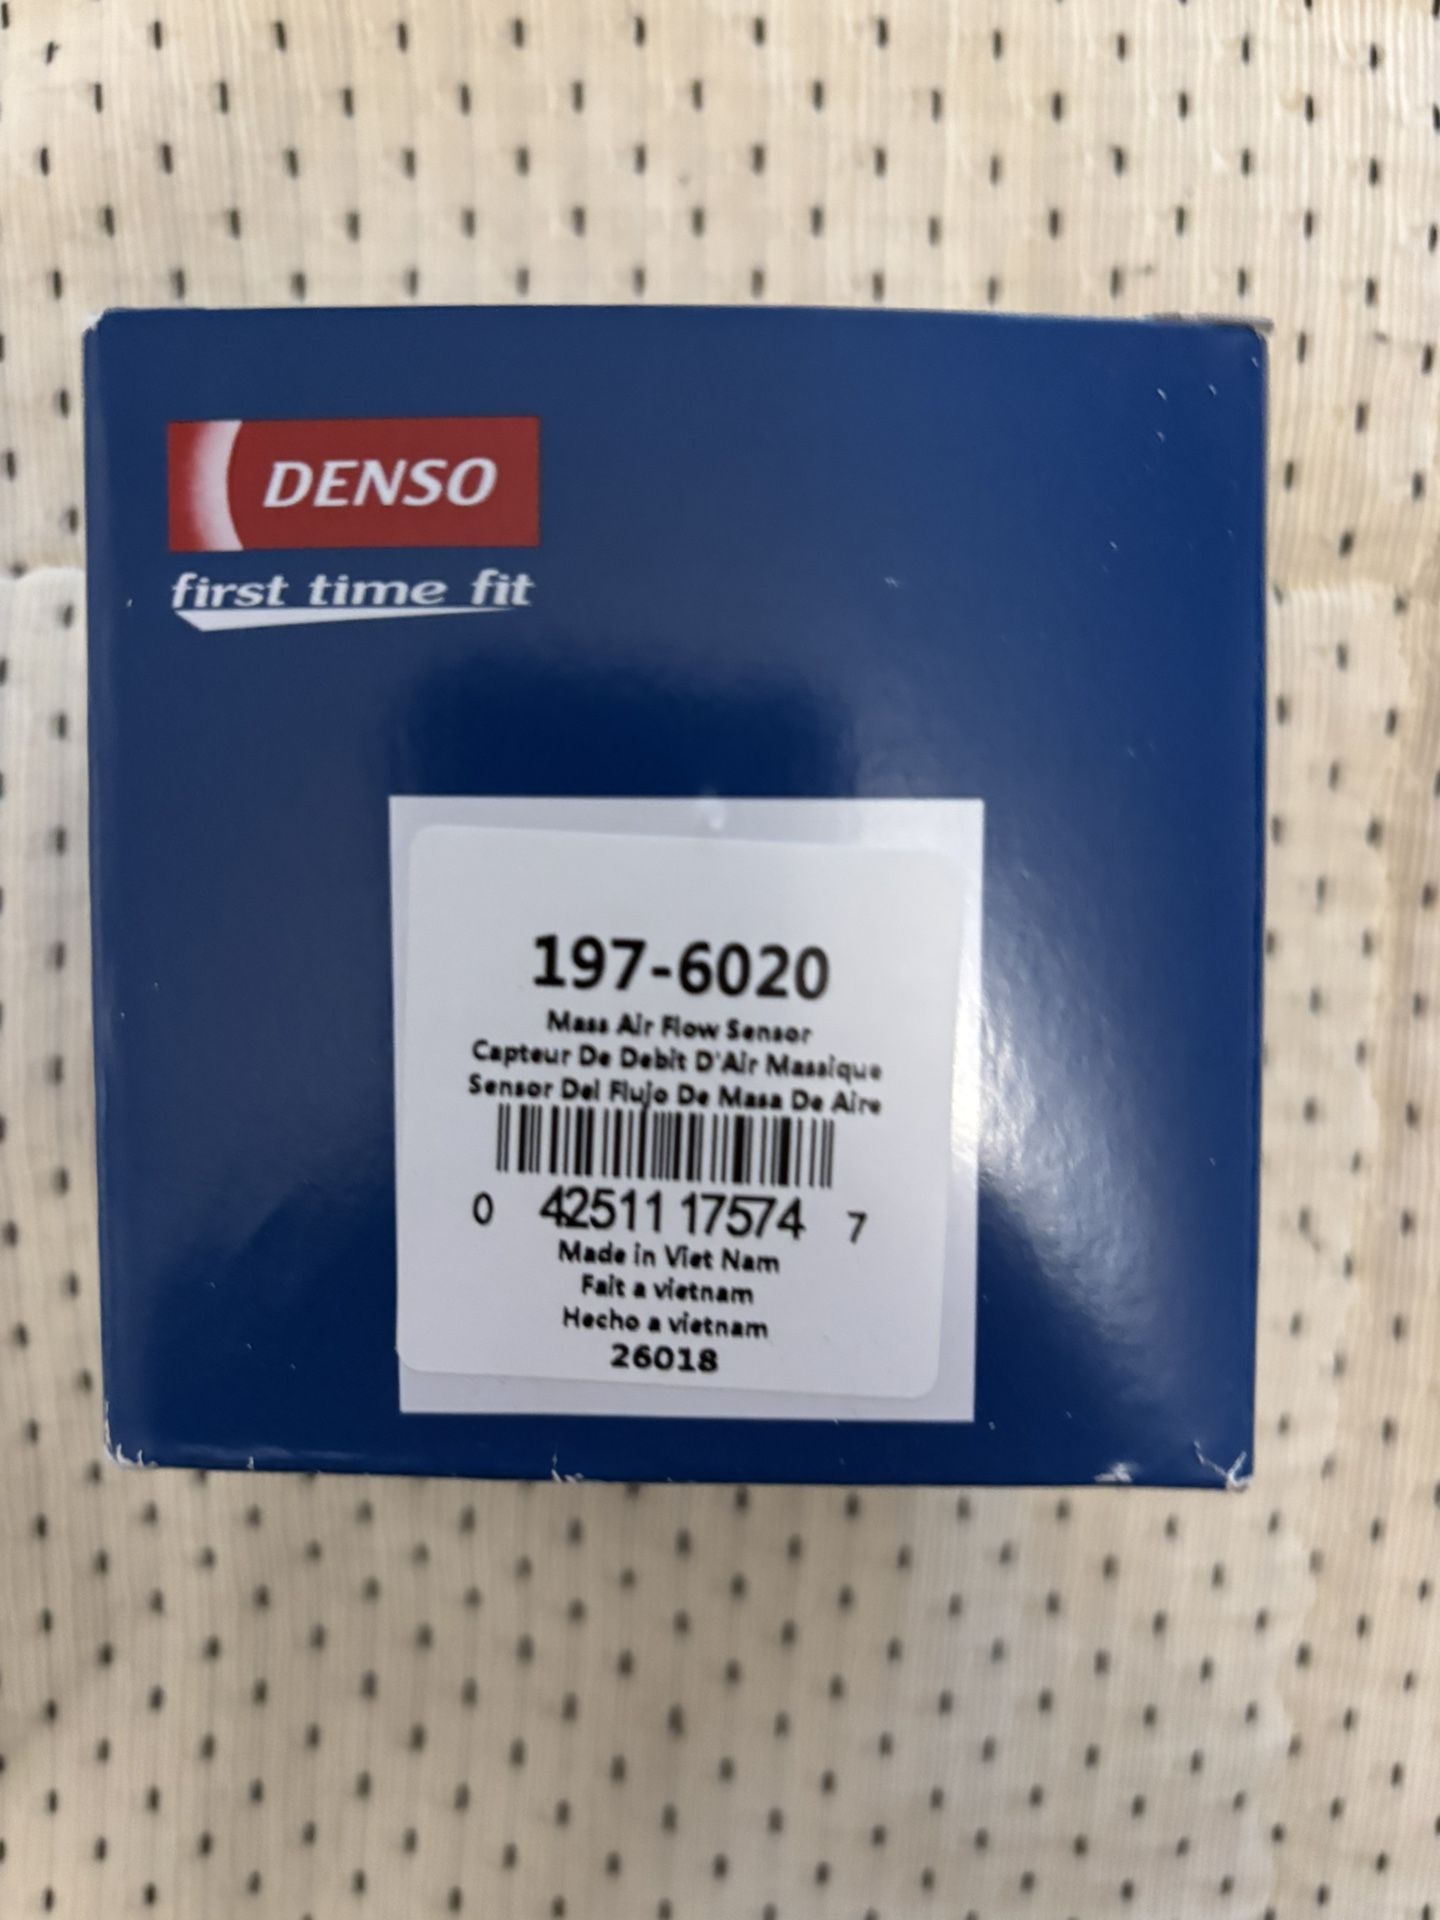 DENSO
first time fit
197-6020
Mass Air Flow Sensor
Capteur De Debit D'Air Massique
Sensor Del Flujo De Masa De Aire
0 42511 17574 7
Made in Viet Nam
Fait a vietnam
Hecho a vietnam
26018